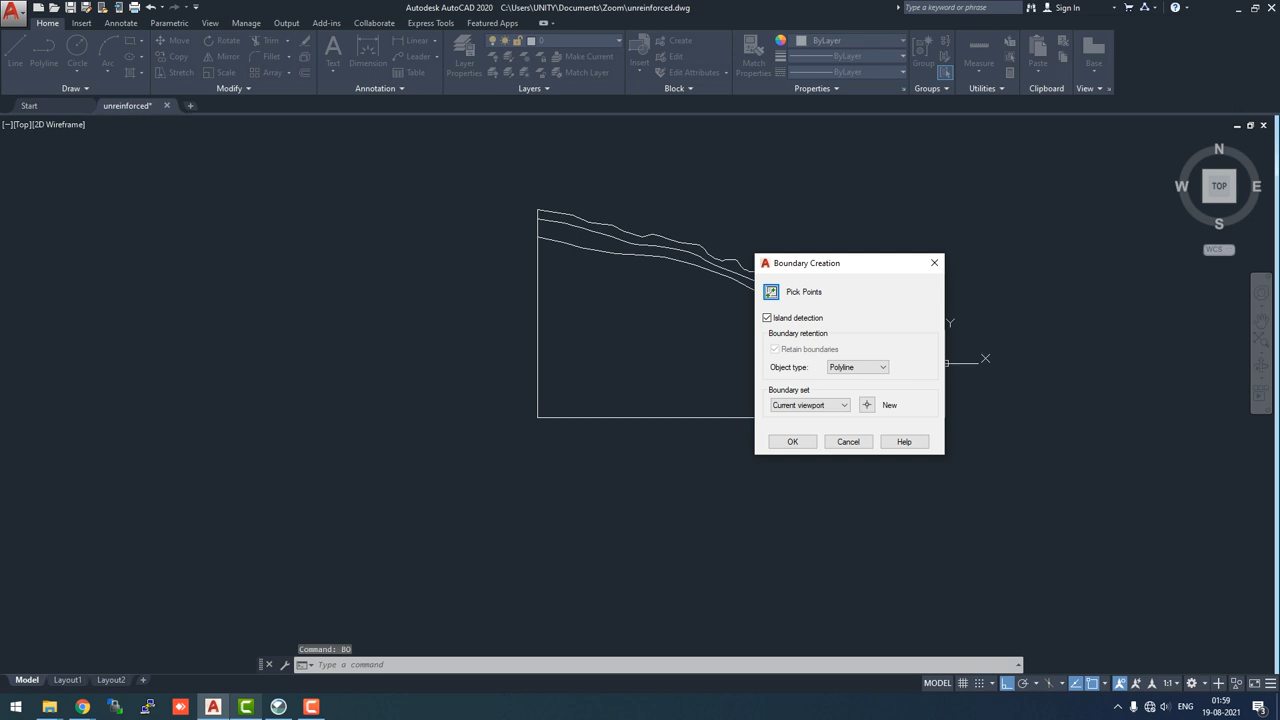 Autodesk AutoCAD 2020 C:\Users\UNITY\Documents\Zoom\unreinforced.dwg
Type a keyword or phrase
Sign In
Home Insert Annotate Parametric View Manage Output Add-ins Collaborate Express Tools Featured Apps
Line Polyline Circle Arc
Move Rotate Trim
Copy Mirror Fillet
Stretch Scale Array
Text Dimension
Linear
Leader
Table
Layer Properties
0
Make Current
Match Layer
Insert
Create
Edit
Edit Attributes
Match Properties
ByLayer
ByLayer
ByLayer
Group
Measure
Paste
Base
Draw Modify Annotation Layers Block Properties Groups Utilities Clipboard View
Start unreinforced*
[−][Top][2D Wireframe]
N
W TOP E
S
WCS
Boundary Creation
Pick Points
Island detection
Boundary retention
Retain boundaries
Object type: Polyline
Boundary set
Current viewport New
OK Cancel Help
Y
X
Command: BO
Type a command
Model Layout1 Layout2
MODEL
1:1
ENG
01:59
19-08-2021
3